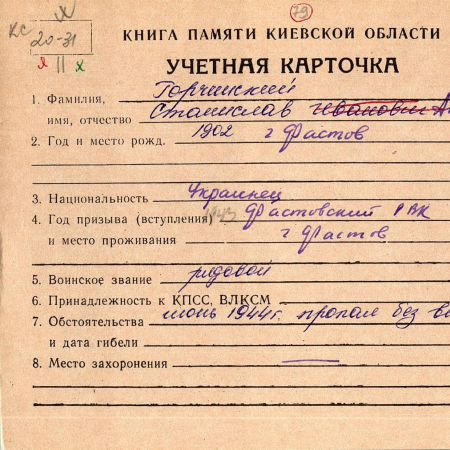 79
КС
20-31
Я II Х
КНИГА ПАМЯТИ КИЕВСКОЙ ОБЛАСТИ
УЧЕТНАЯ КАРТОЧКА
1. Фамилия, Горчинский
имя, отчество Станислав Иванович
2. Год и место рожд. 1902 г Фастов
3. Национальность Украинец
4. Год призыва (вступления) 1943 Фастовский РВК
и место проживания г Фастов
5. Воинское звание рядовой
6. Принадлежность к КПСС, ВЛКСМ
7. Обстоятельства июнь 1944г. пропал без
и дата гибели
8. Место захоронения —